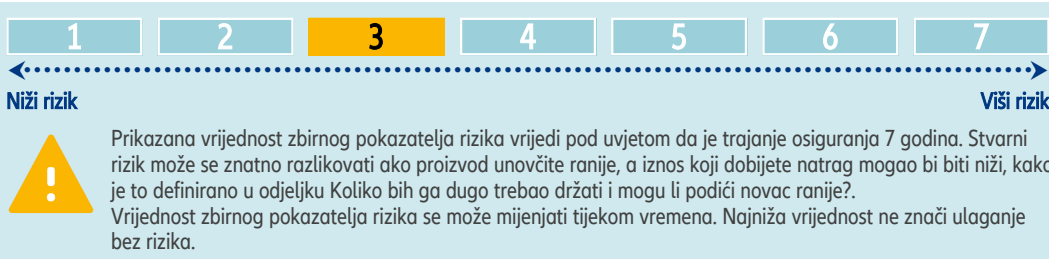 1 2 3 4 5 6 7
Niži rizik Viši rizik
Prikazana vrijednost zbirnog pokazatelja rizika vrijedi pod uvjetom da je trajanje osiguranja 7 godina. Stvarni
rizik može se znatno razlikovati ako proizvod unovčite ranije, a iznos koji dobijete natrag mogao bi biti niži, kako
je to definirano u odjeljku Koliko bih ga dugo trebao držati i mogu li podići novac ranije?.
Vrijednost zbirnog pokazatelja rizika se može mijenjati tijekom vremena. Najniža vrijednost ne znači ulaganje
bez rizika.